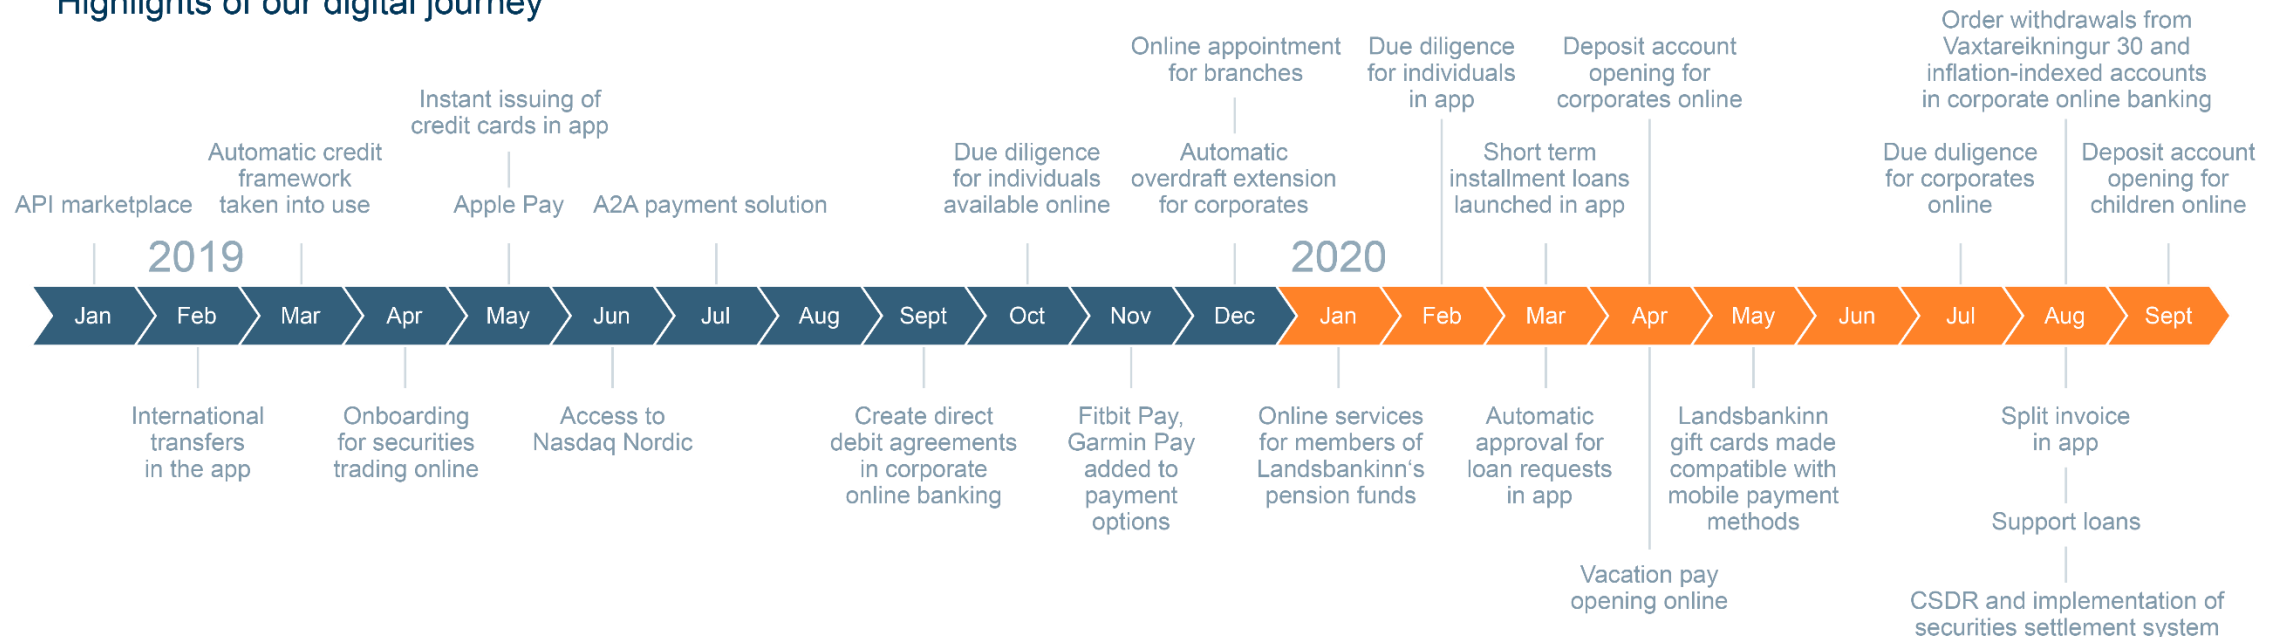 Highlights of our digital journey
API marketplace
Automatic credit
framework
taken into use
Instant issuing of
credit cards in app
Apple Pay
A2A payment solution
Due diligence
for individuals
available online
Online appointment
for branches
Automatic
overdraft extension
for corporates
Due diligence
for individuals
in app
Short term
installment loans
launched in app
Deposit account
opening for
corporates online
Due duligence
for corporates
online
Order withdrawals from
Vaxtareikningur 30 and
inflation-indexed accounts
in corporate online banking
Deposit account
opening for
children online
2019
2020
Jan
Feb
Mar
Apr
May
Jun
Jul
Aug
Sept
Oct
Nov
Dec
Jan
Feb
Mar
Apr
May
Jun
Jul
Aug
Sept
International
transfers
in the app
Onboarding
for securities
trading online
Access to
Nasdaq Nordic
Create direct
debit agreements
in corporate
online banking
Fitbit Pay,
Garmin Pay
added to
payment
options
Online services
for members of
Landsbankinn‘s
pension funds
Automatic
approval for
loan requests
in app
Vacation pay
opening online
Landsbankinn
gift cards made
compatible with
mobile payment
methods
Split invoice
in app
Support loans
CSDR and implementation of
securities settlement system